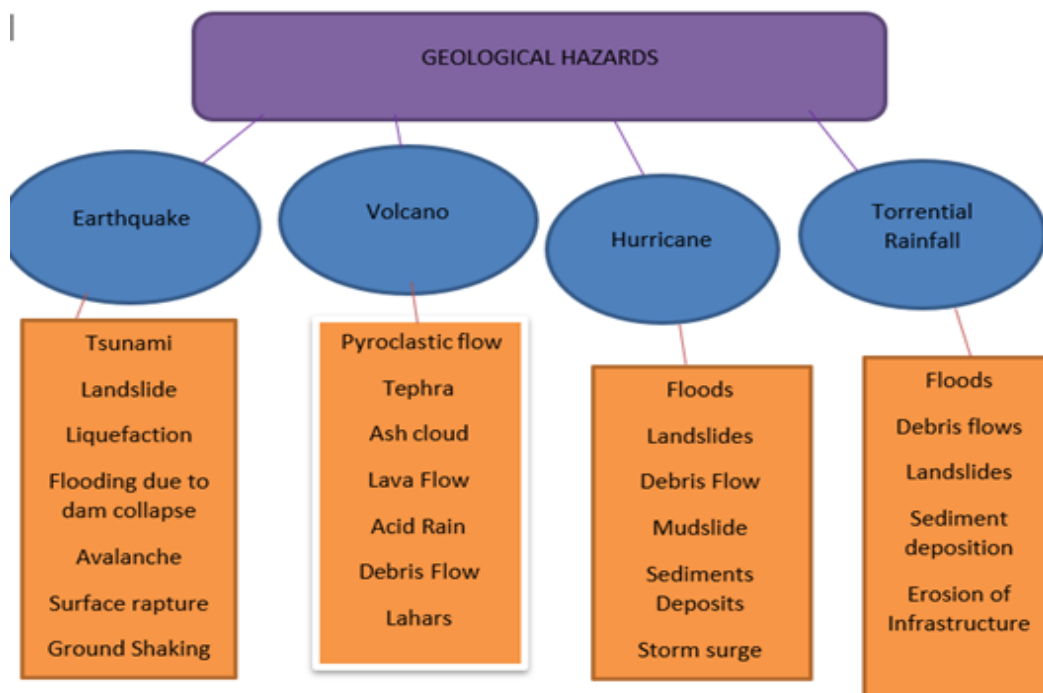 GEOLOGICAL HAZARDS
Earthquake
Volcano
Hurricane
Torrential
Rainfall
Tsunami
Landslide
Liquefaction
Flooding due to
dam collapse
Avalanche
Surface rapture
Ground Shaking
Pyroclastic flow
Tephra
Ash cloud
Lava Flow
Acid Rain
Debris Flow
Lahars
Floods
Landslides
Debris Flow
Mudslide
Sediments
Deposits
Storm surge
Floods
Debris flows
Landslides
Sediment
deposition
Erosion of
Infrastructure